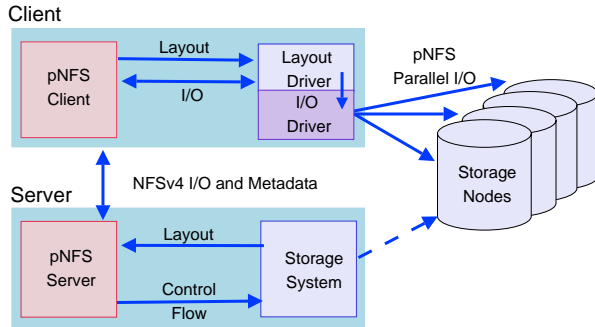 Client
pNFS
Client
Layout
I/O
Layout
Driver
I/O
Driver
pNFS
Parallel I/O
Storage
Nodes
NFSv4 I/O and Metadata
Server
pNFS
Server
Layout
Control
Flow
Storage
System